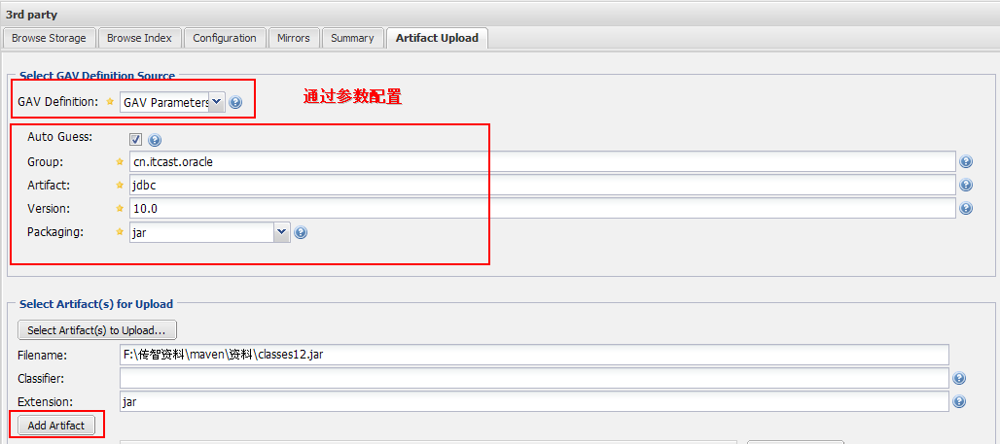 3rd party
Browse Storage Browse Index Configuration Mirrors Summary Artifact Upload
Select GAV Definition Source
GAV Definition: GAV Parameters 通过参数配置
Auto Guess:
Group: cn.itcast.oracle
Artifact: jdbc
Version: 10.0
Packaging: jar
Select Artifact(s) for Upload
Select Artifact(s) to Upload...
Filename: F:\传智资料\maven\资料\classes12.jar
Classifier:
Extension: jar
Add Artifact